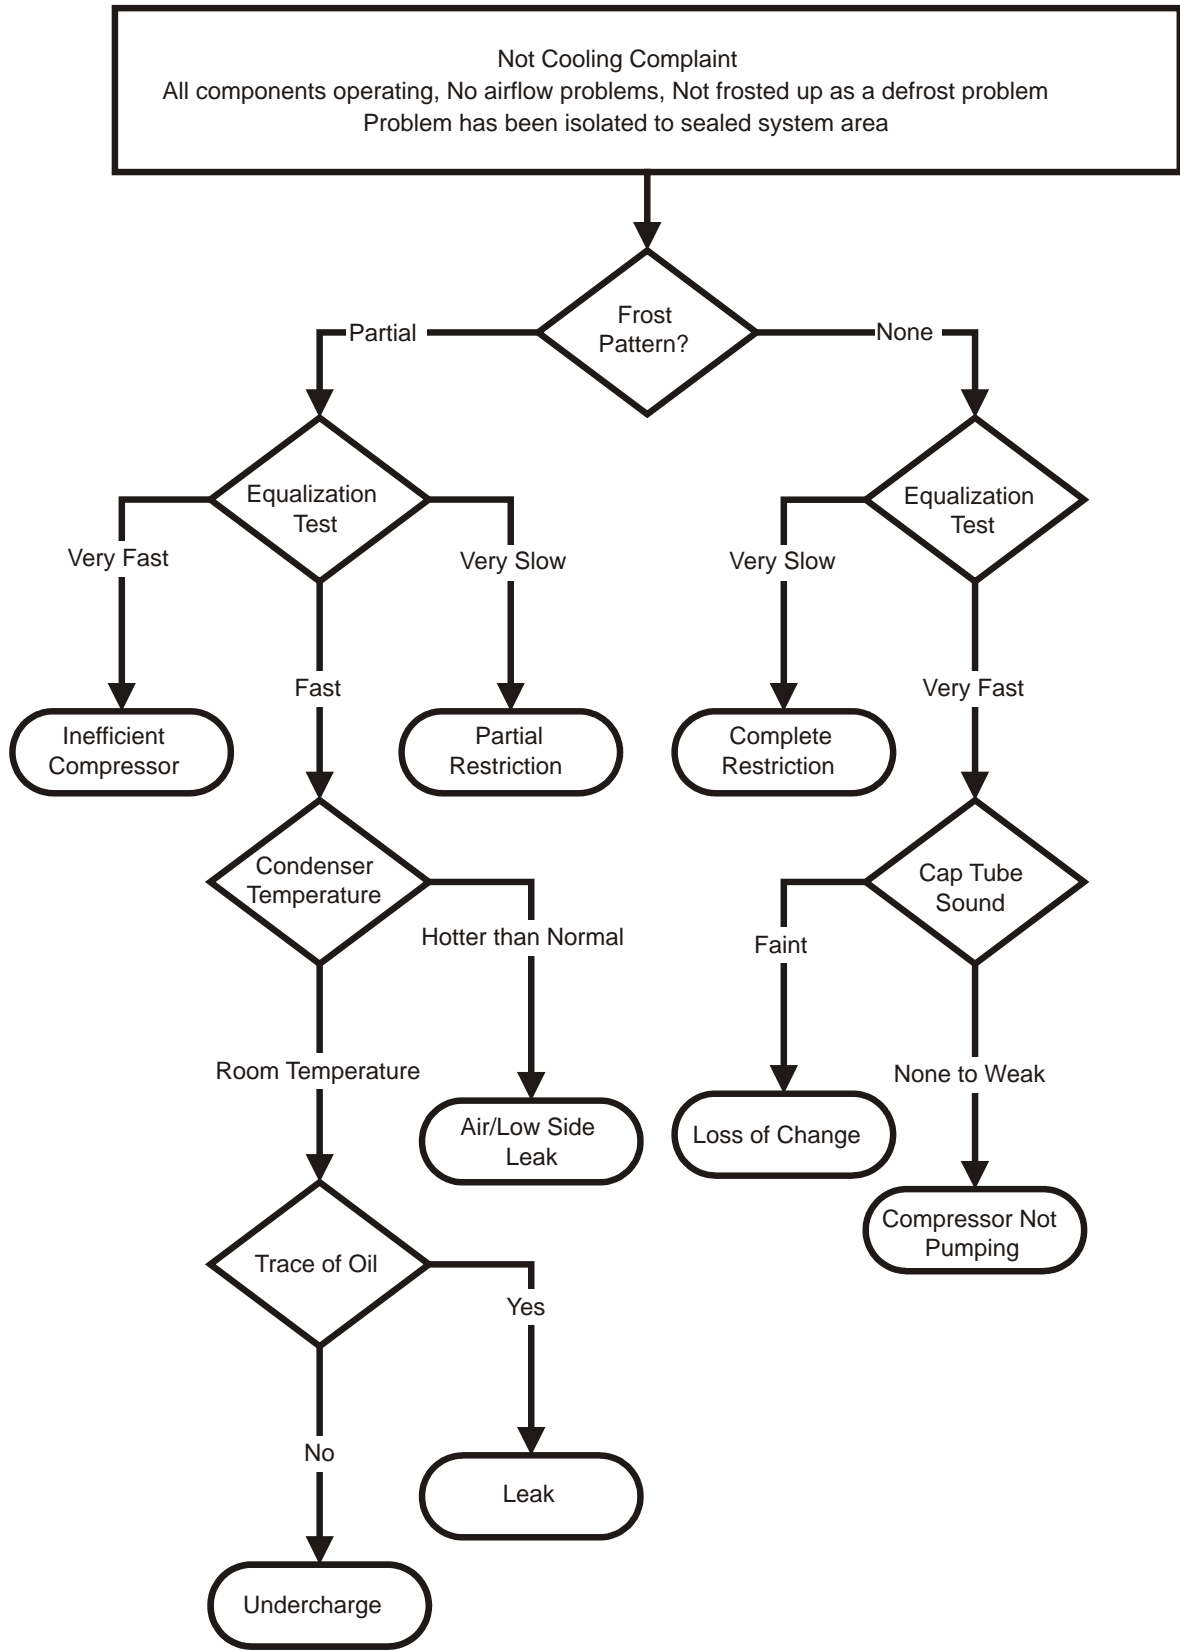 Not Cooling Complaint
All components operating, No airflow problems, Not frosted up as a defrost problem
Problem has been isolated to sealed system area
Frost
Pattern?
Partial
None
Equalization
Test
Equalization
Test
Very Fast
Very Slow
Very Slow
Fast
Very Fast
Inefficient
Compressor
Partial
Restriction
Complete
Restriction
Condenser
Temperature
Cap Tube
Sound
Hotter than Normal
Faint
Room Temperature
None to Weak
Air/Low Side
Leak
Loss of Change
Compressor Not
Pumping
Trace of Oil
Yes
No
Leak
Undercharge